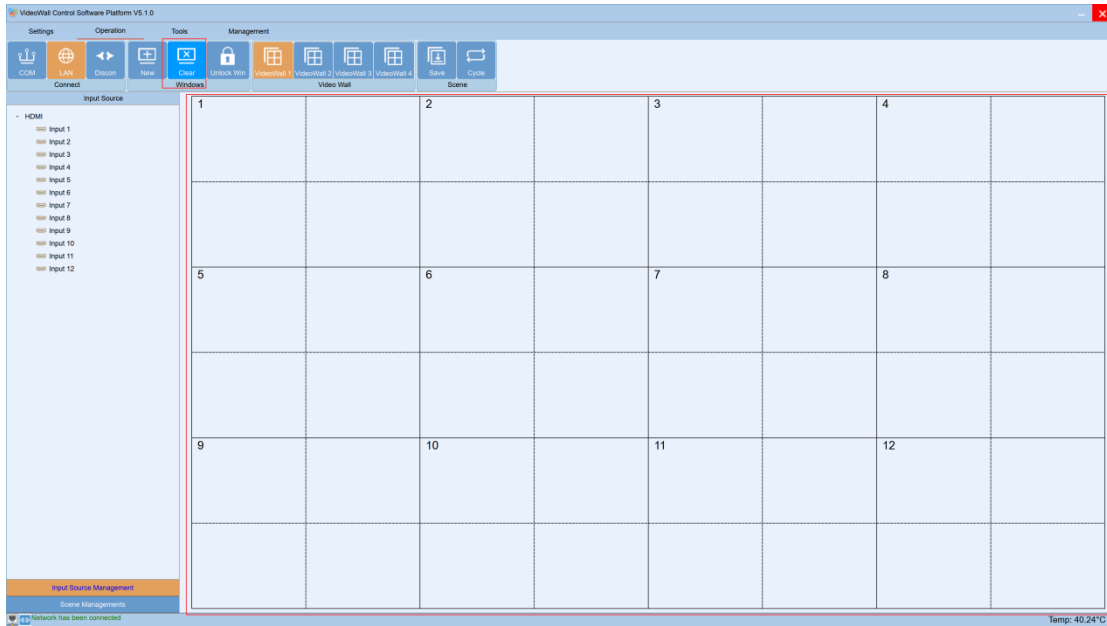 VideoWall Control Software Platform V5.1.0
Settings Operation Tools Management
COM LAN Discon New Clear Unlock Win VideoWall 1 VideoWall 2 VideoWall 3 VideoWall 4 Save Cycle
Connect Windows Video Wall Scene
Input Source
HDMI
Input 1
Input 2
Input 3
Input 4
Input 5
Input 6
Input 7
Input 8
Input 9
Input 10
Input 11
Input 12
1 2 3 4
5 6 7 8
9 10 11 12
Input Source Management
Scene Managements
Network has been connected
Temp: 40.24°C